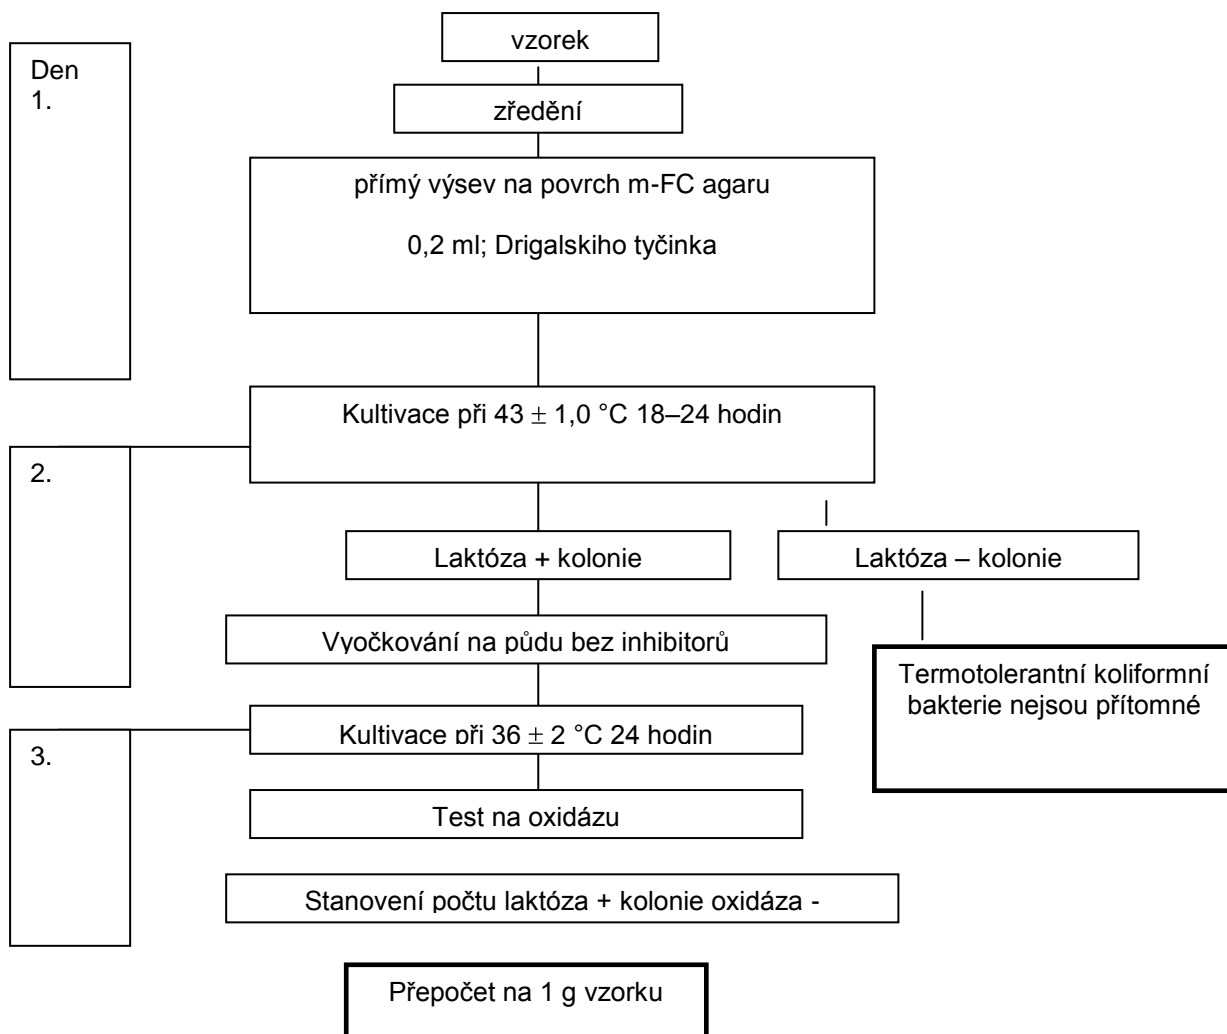 vzorek
Den
1.
zředění
přímý výsev na povrch m-FC agaru
0,2 ml; Drigalskiho tyčinka
Kultivace při 43 ± 1,0 °C 18–24 hodin
2.
Laktóza + kolonie
Laktóza – kolonie
Vyočkování na půdu bez inhibitorů
Termotolerantní koliformní
bakterie nejsou přítomné
3.
Kultivace při 36 ± 2 °C 24 hodin
Test na oxidázu
Stanovení počtu laktóza + kolonie oxidáza -
Přepočet na 1 g vzorku